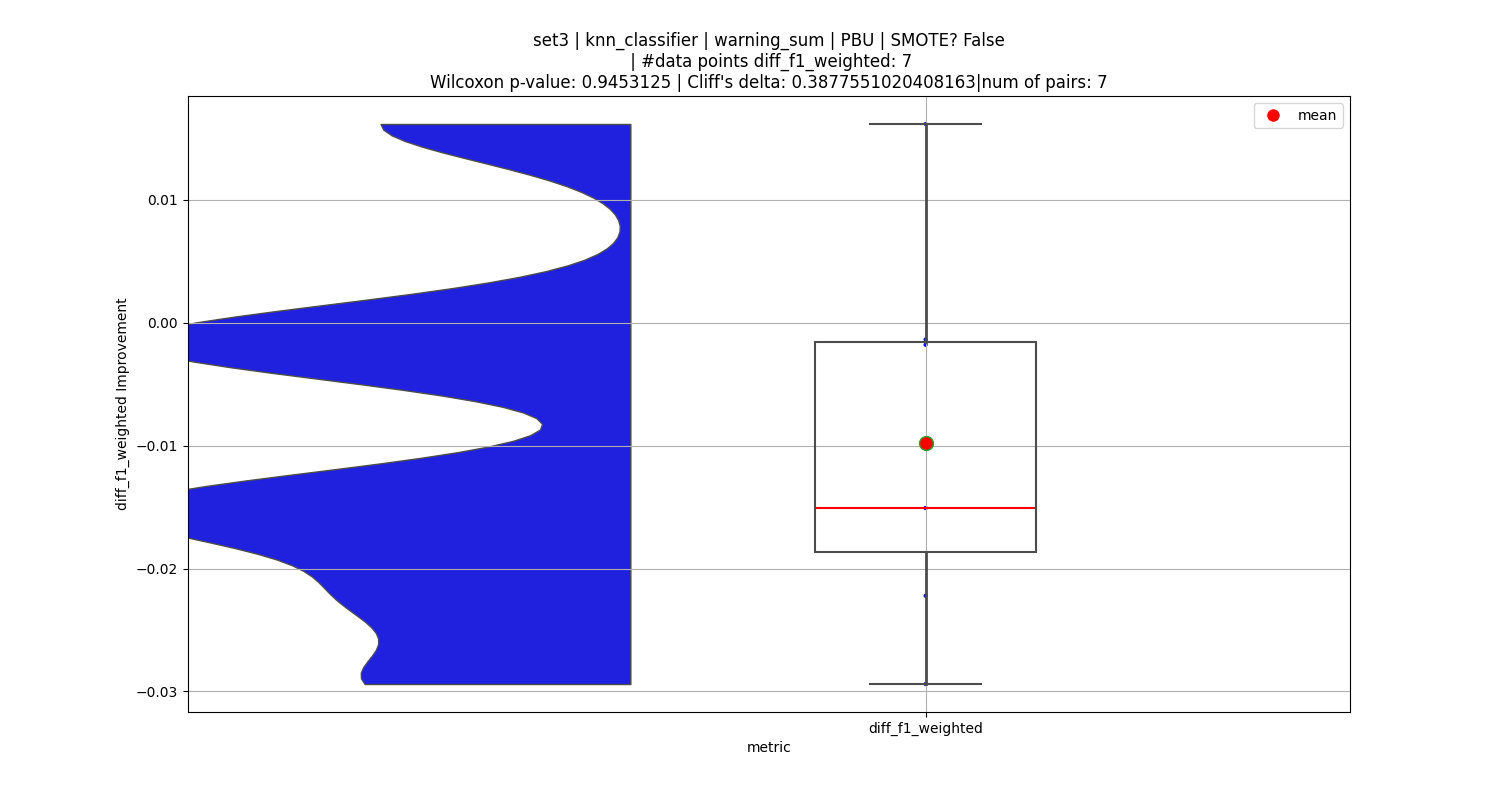 set3 | knn_classifier | warning_sum | PBU | SMOTE? False
| #data points diff_f1_weighted: 7
Wilcoxon p-value: 0.9453125 | Cliff's delta: 0.3877551020408163|num of pairs: 7
mean
0.01
0.00
−0.01
−0.02
−0.03
diff_f1_weighted Improvement
diff_f1_weighted
metric